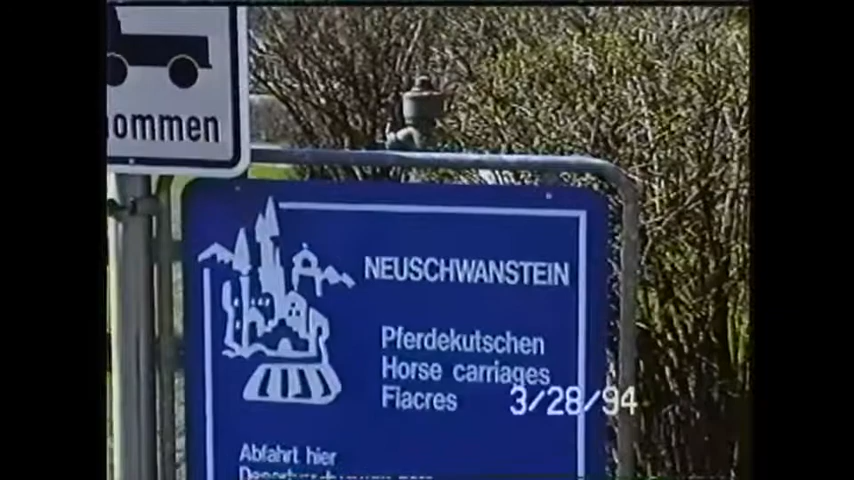 ommen
NEUSCHWANSTEIN
Pferdekutschen
Horse carriages
Fiacres
3/28/94
Abfahrt hier